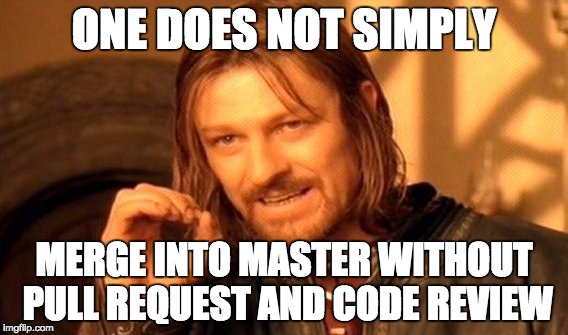 ONE DOES NOT SIMPLY
MERGE INTO MASTER WITHOUT
PULL REQUEST AND CODE REVIEW
imgflip.com